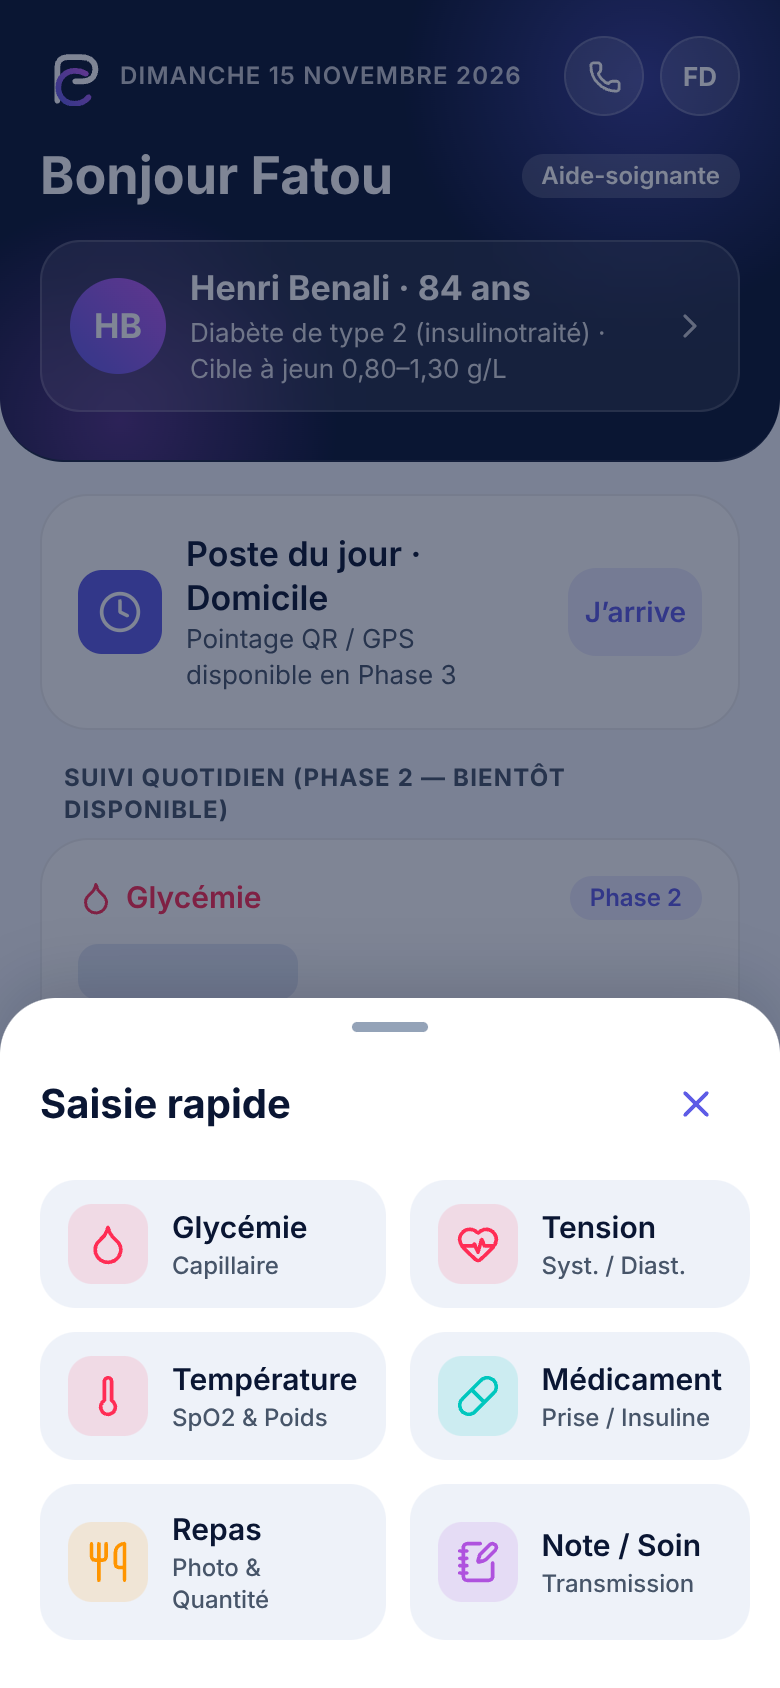 DIMANCHE 15 NOVEMBRE 2026
FD
Bonjour Fatou
Aide-soignante
HB
Henri Benali · 84 ans
Diabète de type 2 (insulinotraité) ·
Cible à jeun 0,80–1,30 g/L
Poste du jour ·
Domicile
Pointage QR / GPS
disponible en Phase 3
J’arrive
SUIVI QUOTIDIEN (PHASE 2 — BIENTÔT
DISPONIBLE)
Glycémie
Phase 2
Saisie rapide
Glycémie
Capillaire
Tension
Syst. / Diast.
Température
SpO2 & Poids
Médicament
Prise / Insuline
Repas
Photo &
Quantité
Note / Soin
Transmission